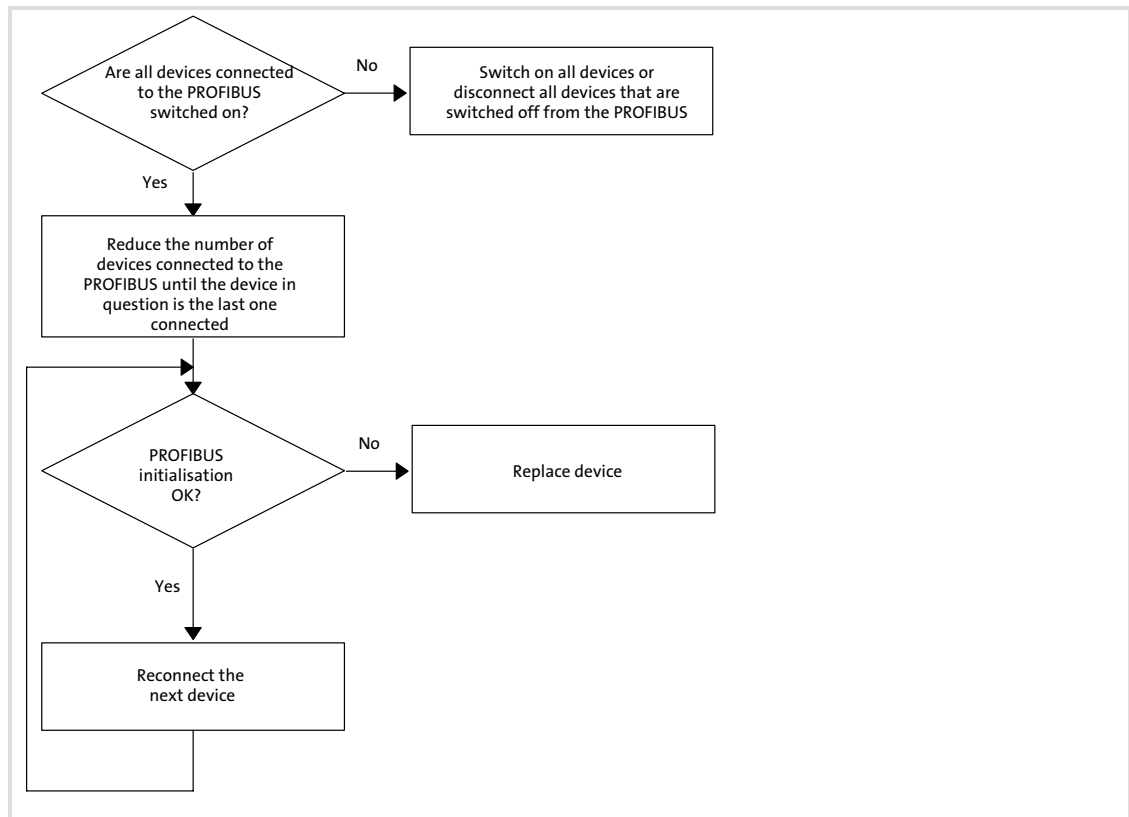 Are all devices connected
to the PROFIBUS
switched on?
No
Switch on all devices or
disconnect all devices that are
switched off from the PROFIBUS
Yes
Reduce the number of
devices connected to the
PROFIBUS until the device in
question is the last one
connected
PROFIBUS
initialisation
OK?
No
Replace device
Yes
Reconnect the
next device